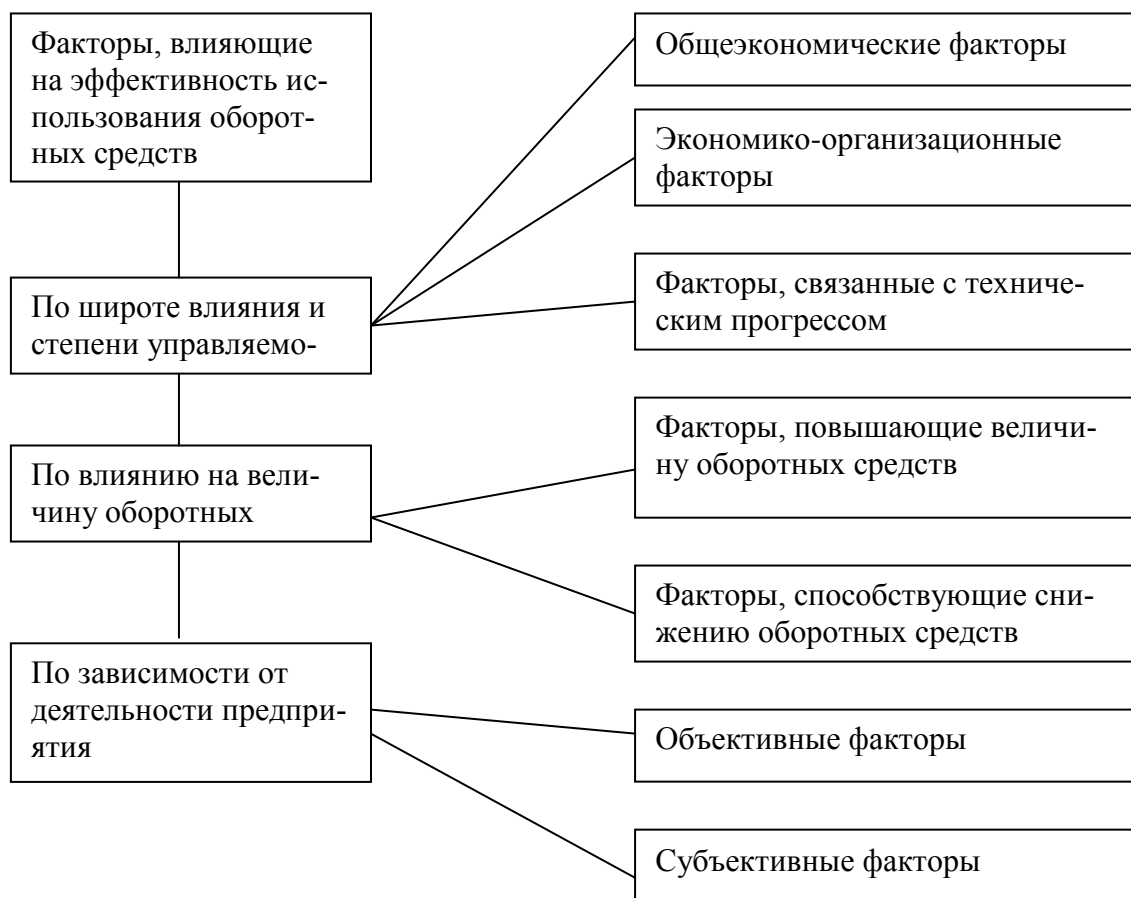 Факторы, влияющие
на эффективность ис-
пользования оборот-
ных средств
Общеэкономические факторы
Экономико-организационные
факторы
По широте влияния и
степени управляемо-
Факторы, связанные с техниче-
ским прогрессом
Факторы, повышающие величи-
ну оборотных средств
По влиянию на вели-
чину оборотных
Факторы, способствующие сни-
жению оборотных средств
По зависимости от
деятельности предпри-
ятия
Объективные факторы
Субъективные факторы